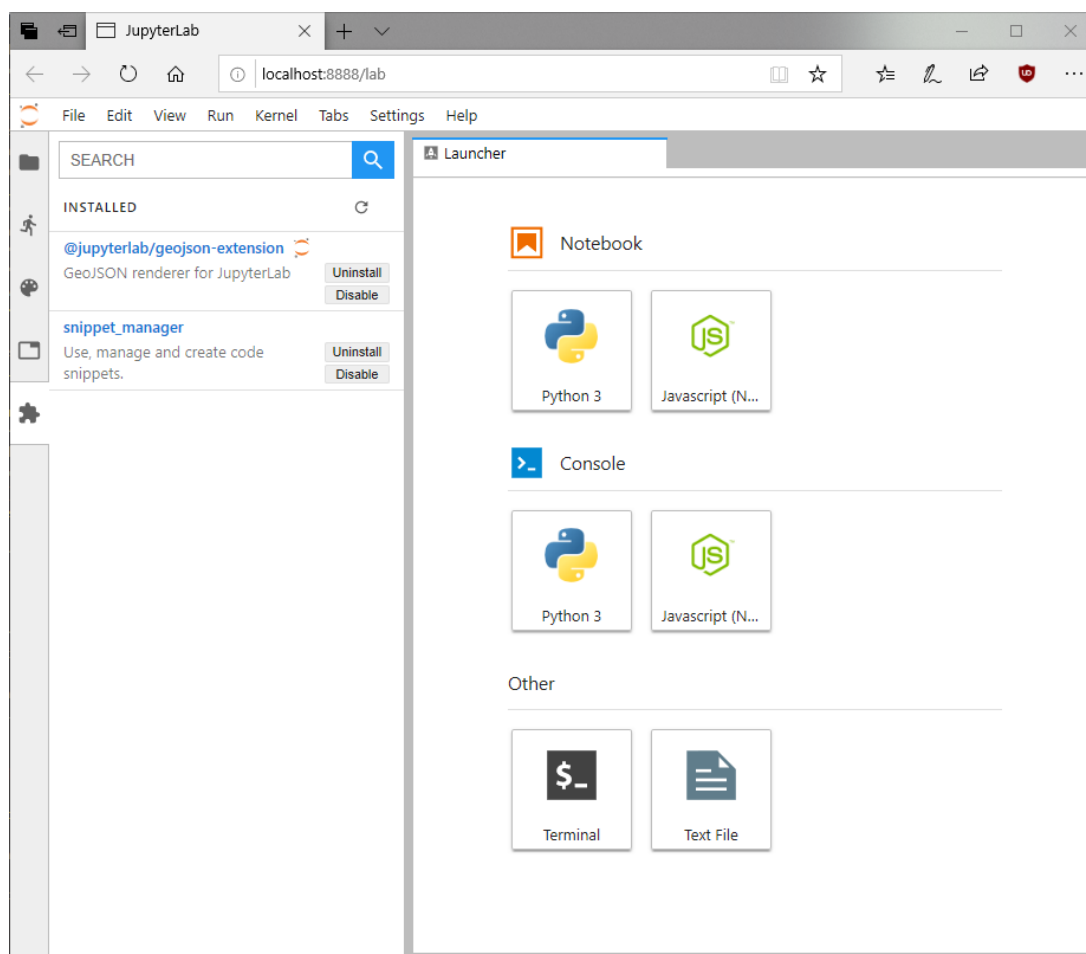 JupyterLab
localhost:8888/lab
File Edit View Run Kernel Tabs Settings Help
SEARCH
INSTALLED
@jupyterlab/geojson-extension
GeoJSON renderer for JupyterLab
Uninstall
Disable
snippet_manager
Use, manage and create code
snippets.
Uninstall
Disable
Launcher
Notebook
Python 3
JS
Javascript (N...
Console
Python 3
JS
Javascript (N...
Other
$_
Terminal
Text File